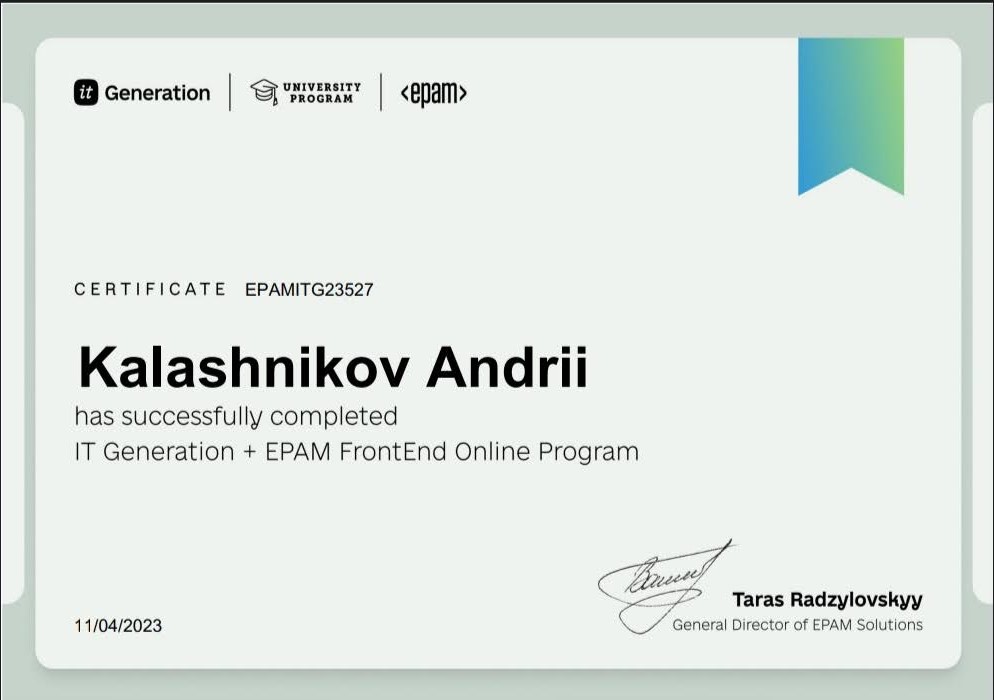 it Generation
UNIVERSITY
PROGRAM
<epam>
CERTIFICATE EPAMITG23527
Kalashnikov Andrii
has successfully completed
IT Generation + EPAM FrontEnd Online Program
Taras Radzylovskyy
General Director of EPAM Solutions
11/04/2023